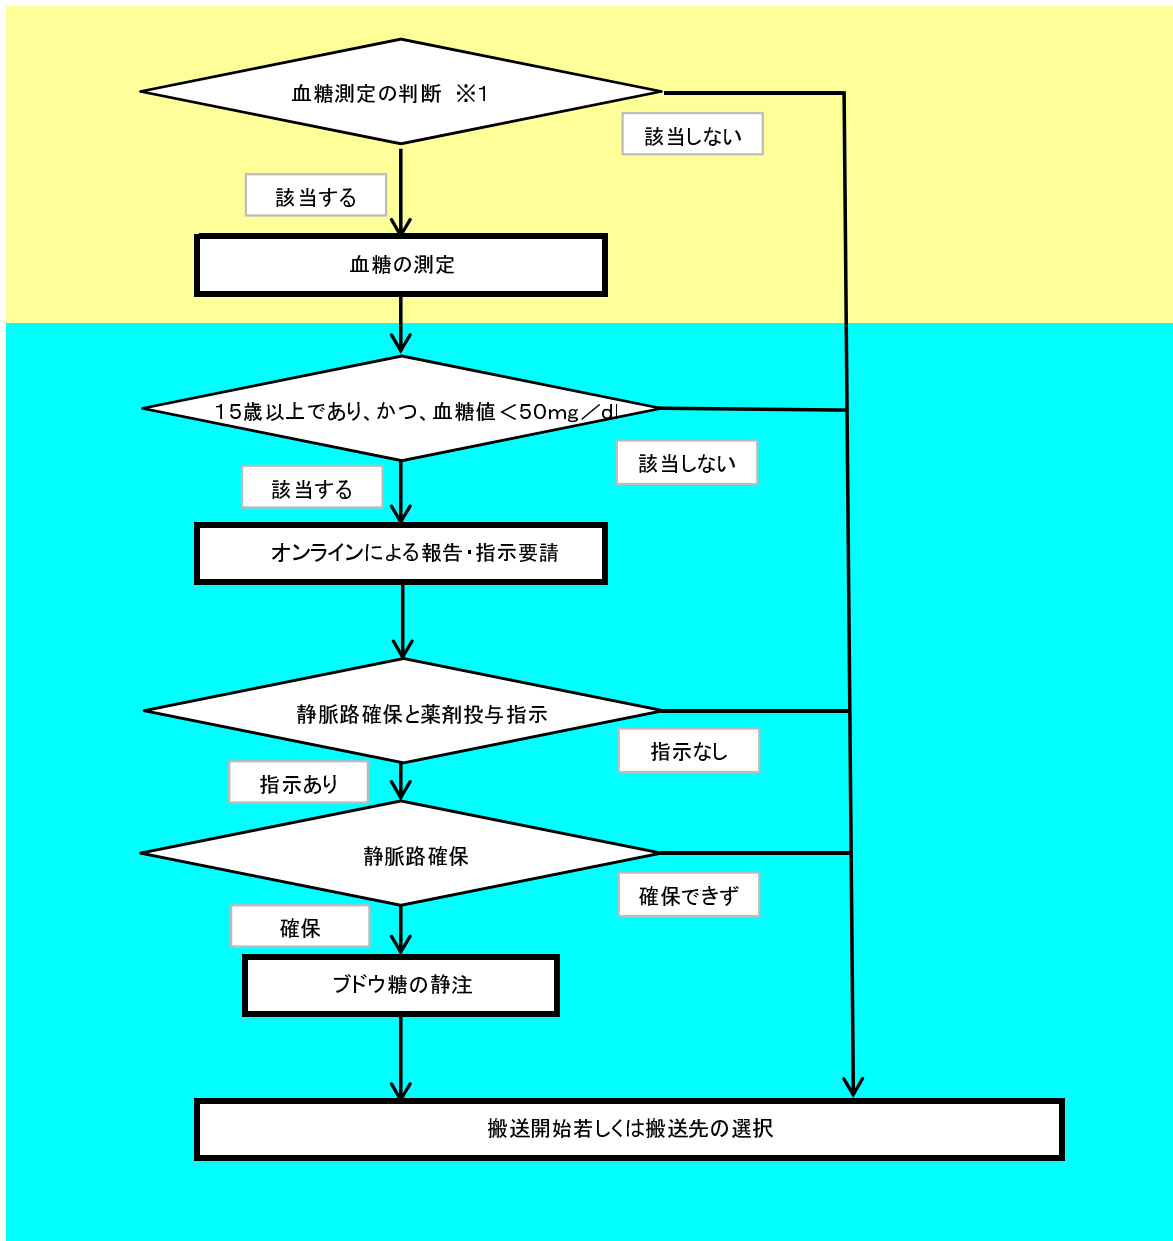 血糖測定の判断 ※1
該当しない
該当する
血糖の測定
15歳以上であり、かつ、血糖値<50mg/dl
該当しない
該当する
オンラインによる報告・指示要請
静脈路確保と薬剤投与指示
指示なし
指示あり
静脈路確保
確保できず
確保
ブドウ糖の静注
搬送開始若しくは搬送先の選択